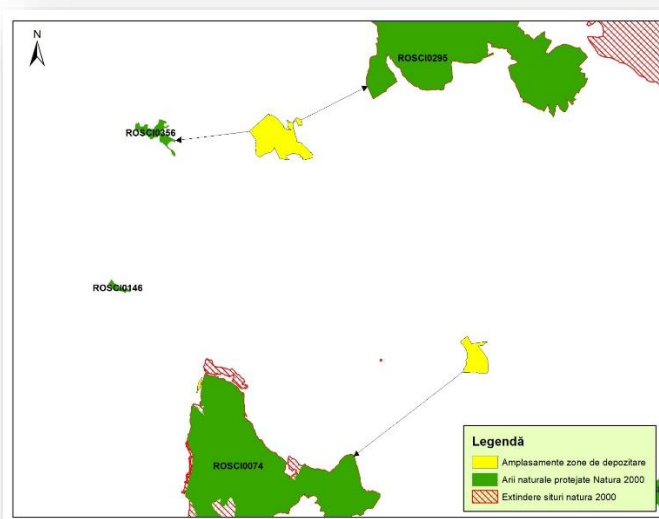 N
ROSCI0295
ROSCI0356
ROSCI0146
ROSCI0074
Legendă
Amplasamente zone de depozitare
Arii naturale protejate Natura 2000
Extindere situri natura 2000